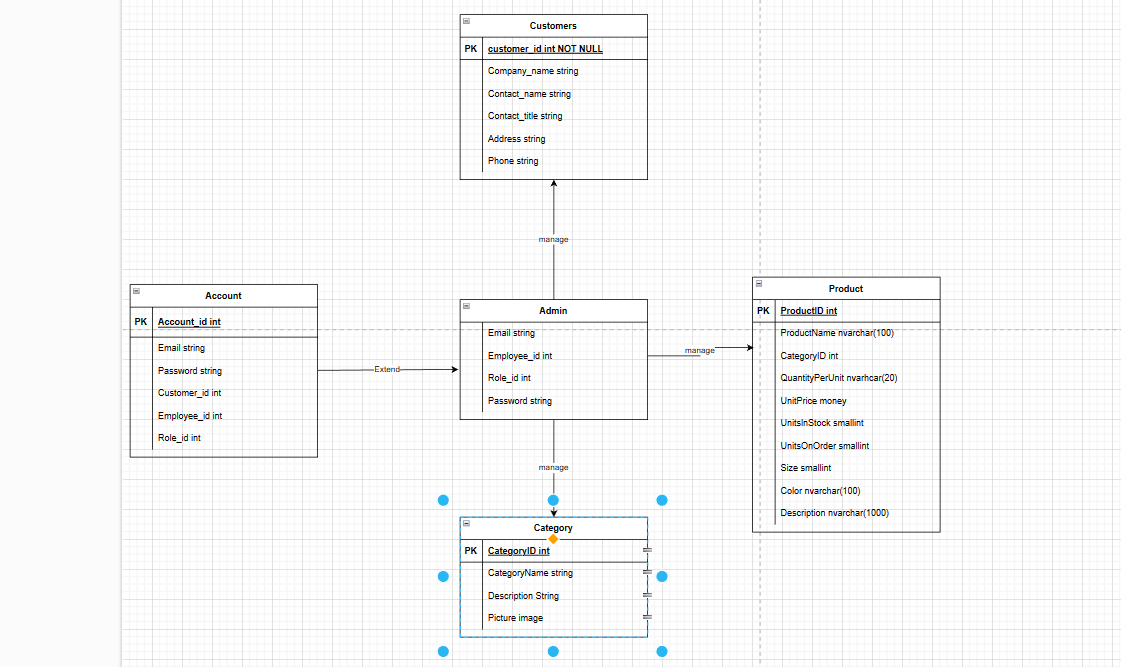 Customers
PK customer_id int NOT NULL
Company_name string
Contact_name string
Contact_title string
Address string
Phone string
manage
Account
PK Account_id int
Email string
Password string
Customer_id int
Employee_id int
Role_id int
Extend
Admin
Email string
Employee_id int
Role_id int
Password string
manage
Product
PK ProductID int
ProductName nvarchar(100)
CategoryID int
QuantityPerUnit nvarhcar(20)
UnitPrice money
UnitsInStock smallint
UnitsOnOrder smallint
Size smallint
Color nvarchar(100)
Description nvarchar(1000)
manage
Category
PK CategoryID int
CategoryName string
Description String
Picture image